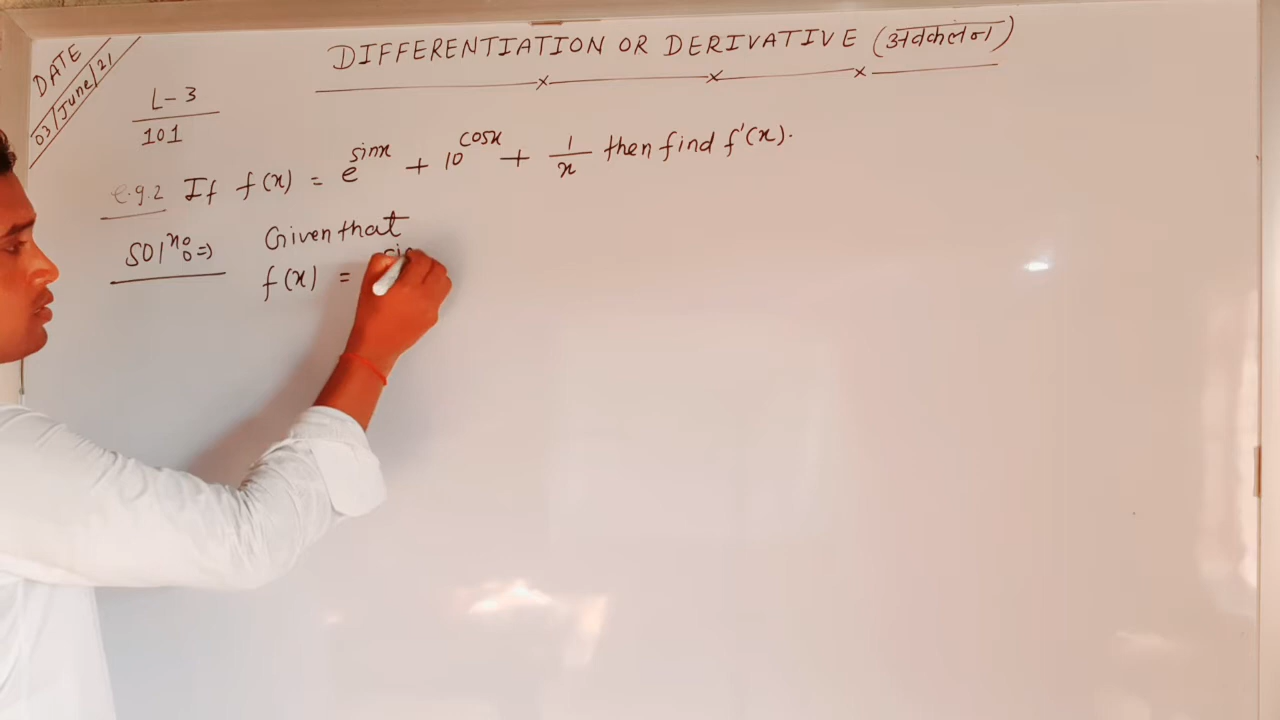 DATE
03/June/21
DIFFERENTIATION OR DERIVATIVE (अवकलन)
L-3
101
e.g.2 If f(x) = e^sinx + 10^cosx + 1/x then find f'(x).
Sol^n: => Given that
f(x) =